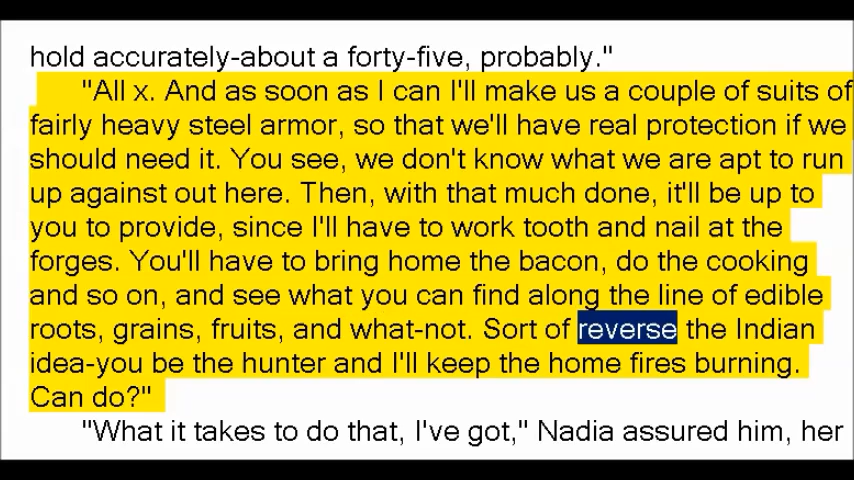 hold accurately-about a forty-five, probably."
"All x. And as soon as I can I'll make us a couple of suits of
fairly heavy steel armor, so that we'll have real protection if we
should need it. You see, we don't know what we are apt to run
up against out here. Then, with that much done, it'll be up to
you to provide, since I'll have to work tooth and nail at the
forges. You'll have to bring home the bacon, do the cooking
and so on, and see what you can find along the line of edible
roots, grains, fruits, and what-not. Sort of reverse the Indian
idea-you be the hunter and I'll keep the home fires burning.
Can do?"
"What it takes to do that, I've got," Nadia assured him, her